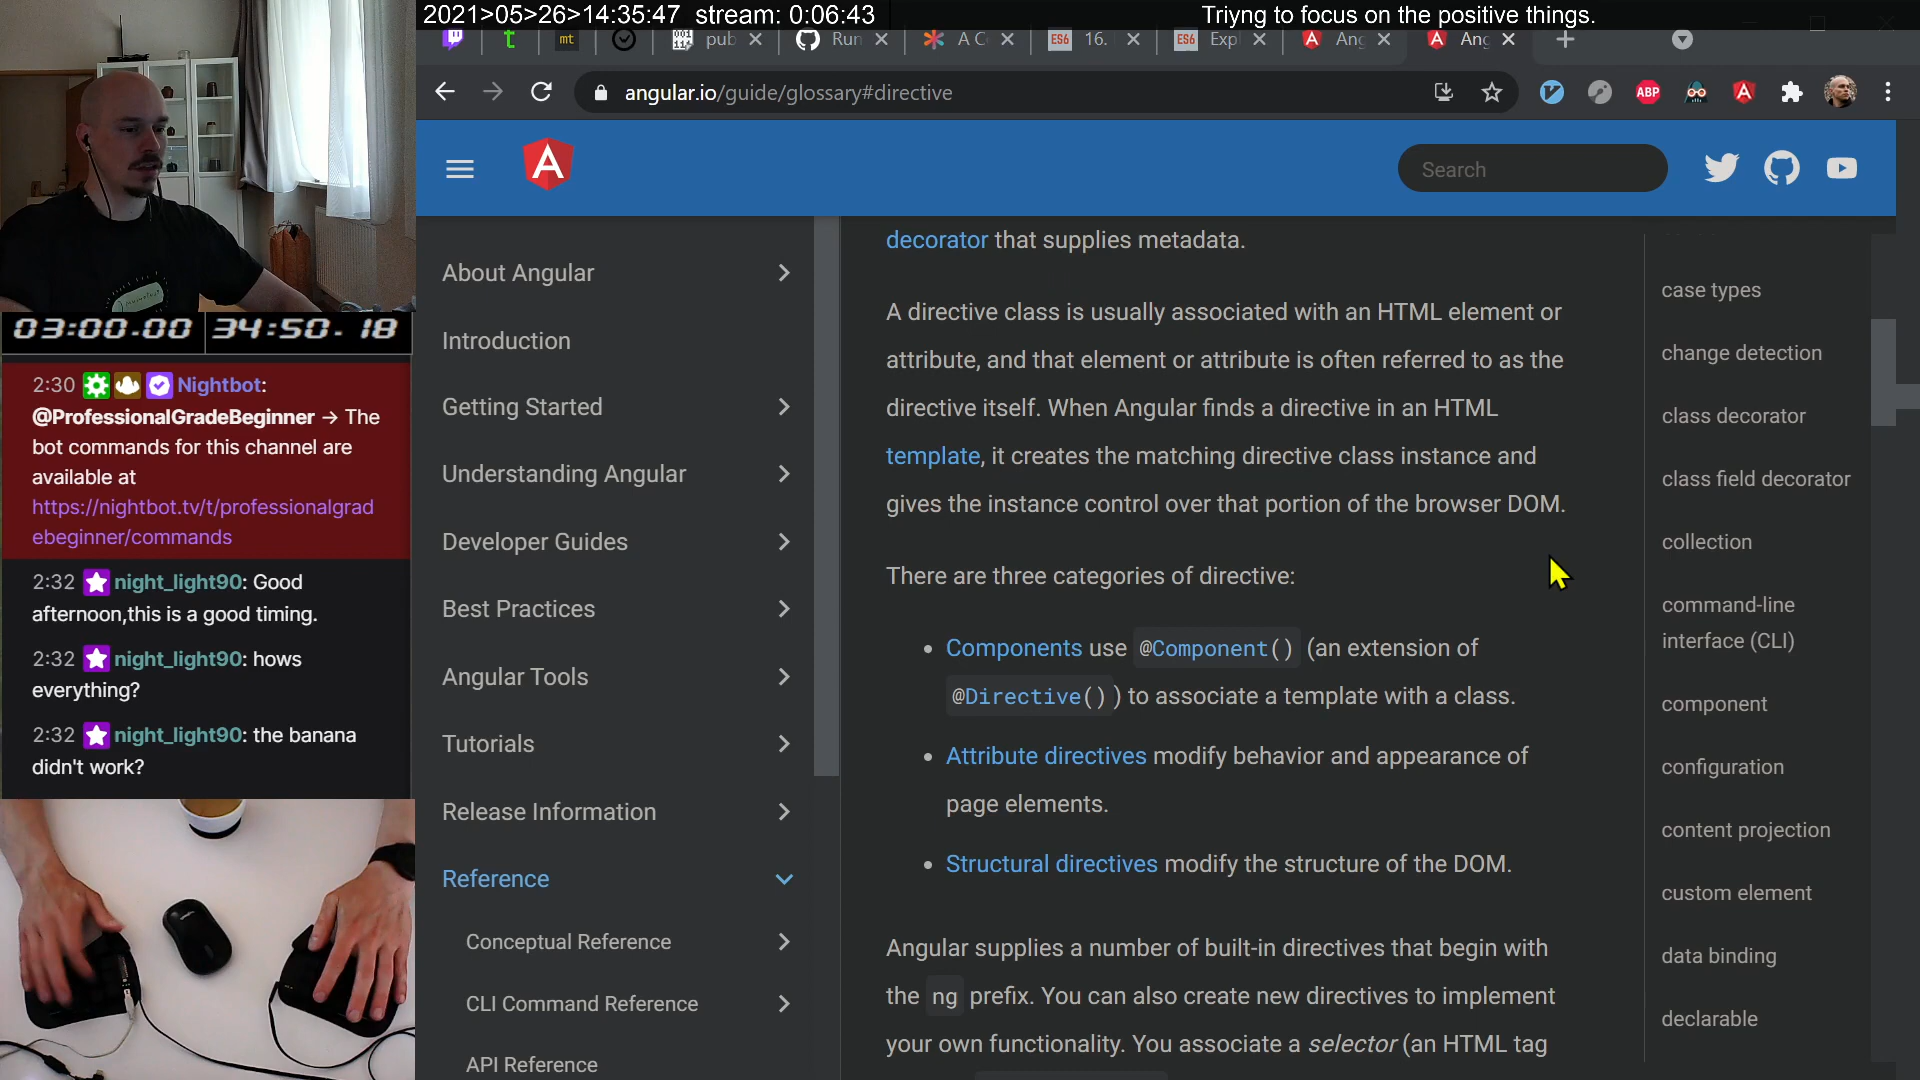 2021>05>26>14:35:47 stream: 0:06:43
Triyng to focus on the positive things.
mt
pub
Run
A C
ES6 16.
ES6 Exp
Ang
Ang
angular.io/guide/glossary#directive
ABP
Search
03:00.00 34:50.18
2:30 Nightbot:
@ProfessionalGradeBeginner → The
bot commands for this channel are
available at
https://nightbot.tv/t/professionalgrad
ebeginner/commands
2:32 night_light90: Good
afternoon,this is a good timing.
2:32 night_light90: hows
everything?
2:32 night_light90: the banana
didn't work?
About Angular
Introduction
Getting Started
Understanding Angular
Developer Guides
Best Practices
Angular Tools
Tutorials
Release Information
Reference
Conceptual Reference
CLI Command Reference
API Reference
decorator that supplies metadata.
A directive class is usually associated with an HTML element or
attribute, and that element or attribute is often referred to as the
directive itself. When Angular finds a directive in an HTML
template, it creates the matching directive class instance and
gives the instance control over that portion of the browser DOM.
There are three categories of directive:
• Components use @Component() (an extension of
@Directive()) to associate a template with a class.
• Attribute directives modify behavior and appearance of
page elements.
• Structural directives modify the structure of the DOM.
Angular supplies a number of built-in directives that begin with
the ng prefix. You can also create new directives to implement
your own functionality. You associate a selector (an HTML tag
case types
change detection
class decorator
class field decorator
collection
command-line
interface (CLI)
component
configuration
content projection
custom element
data binding
declarable